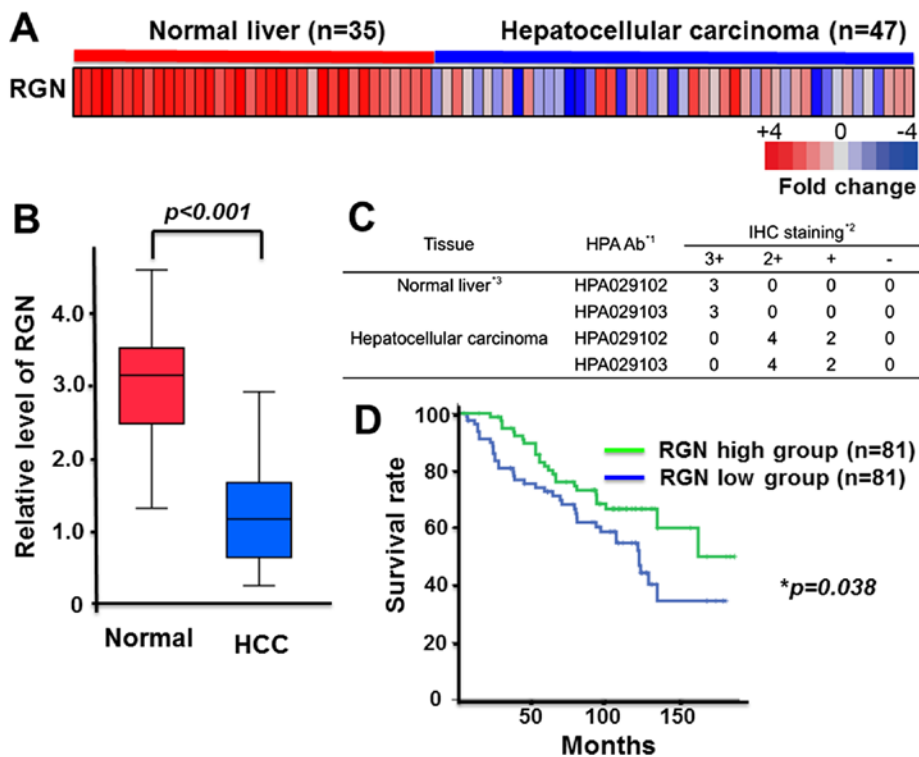 A
Normal liver (n=35)
Hepatocellular carcinoma (n=47)
RGN
+4 0 -4
Fold change
B
p<0.001
Relative level of RGN
4.0
3.0
2.0
1.0
0
Normal
HCC
C
Tissue HPA Ab*1 IHC staining*2
3+ 2+ + -
Normal liver*3 HPA029102 3 0 0 0
HPA029103 3 0 0 0
Hepatocellular carcinoma HPA029102 0 4 2 0
HPA029103 0 4 2 0
D
Survival rate
100
80
60
40
20
0
RGN high group (n=81)
RGN low group (n=81)
*p=0.038
50 100 150
Months